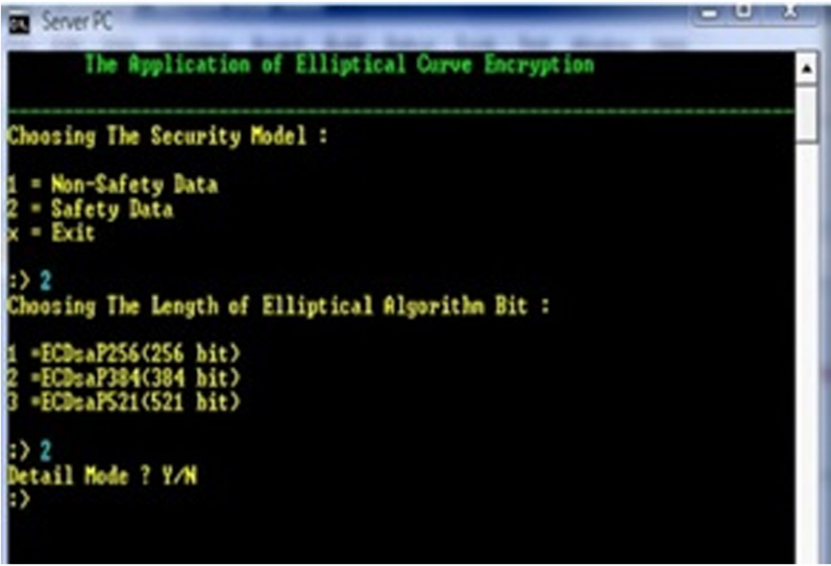 Server PC
The Application of Elliptical Curve Encryption
Choosing The Security Model :
1 = Non-Safety Data
2 = Safety Data
x = Exit
:> 2
Choosing The Length of Elliptical Algorithm Bit :
1 =ECDsaP256(256 bit)
2 =ECDsaP384(384 bit)
3 =ECDsaP521(521 bit)
:> 2
Detail Mode ? Y/N
:>